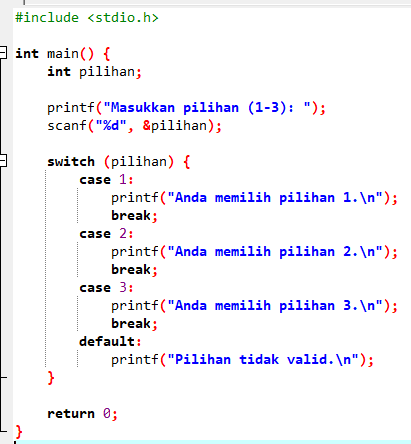 #include <stdio.h>
int main() {
int pilihan;
printf("Masukkan pilihan (1-3): ");
scanf("%d", &pilihan);
switch (pilihan) {
case 1:
printf("Anda memilih pilihan 1.\n");
break;
case 2:
printf("Anda memilih pilihan 2.\n");
break;
case 3:
printf("Anda memilih pilihan 3.\n");
break;
default:
printf("Pilihan tidak valid.\n");
}
return 0;
}